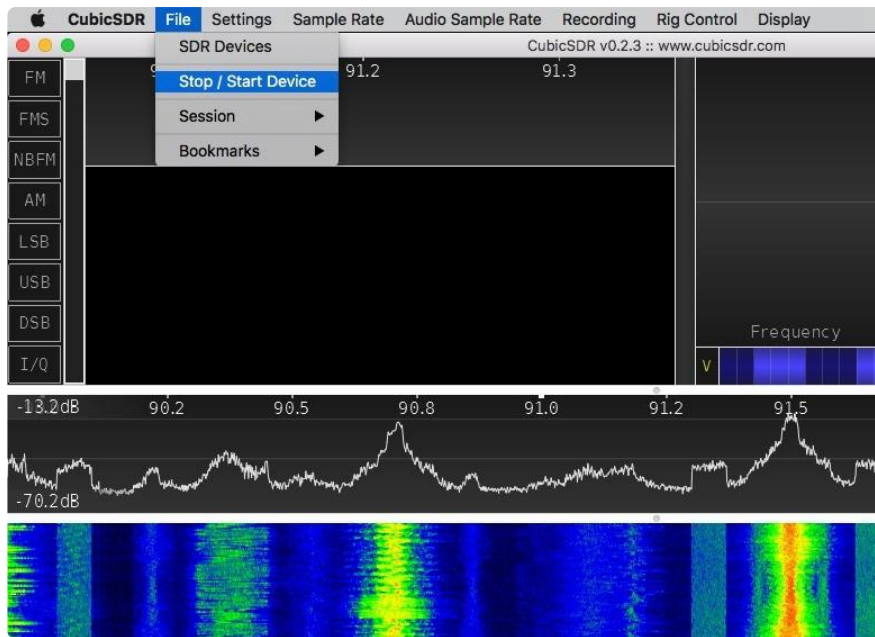 CubicSDR File Settings Sample Rate Audio Sample Rate Recording Rig Control Display
CubicSDR v0.2.3 :: www.cubicsdr.com
SDR Devices
Stop / Start Device
Session
Bookmarks
91.2 91.3
FM
FMS
NBFM
AM
LSB
USB
DSB
I/Q
Frequency
V
-13.2dB 90.2 90.5 90.8 91.0 91.2 91.5
-70.2dB